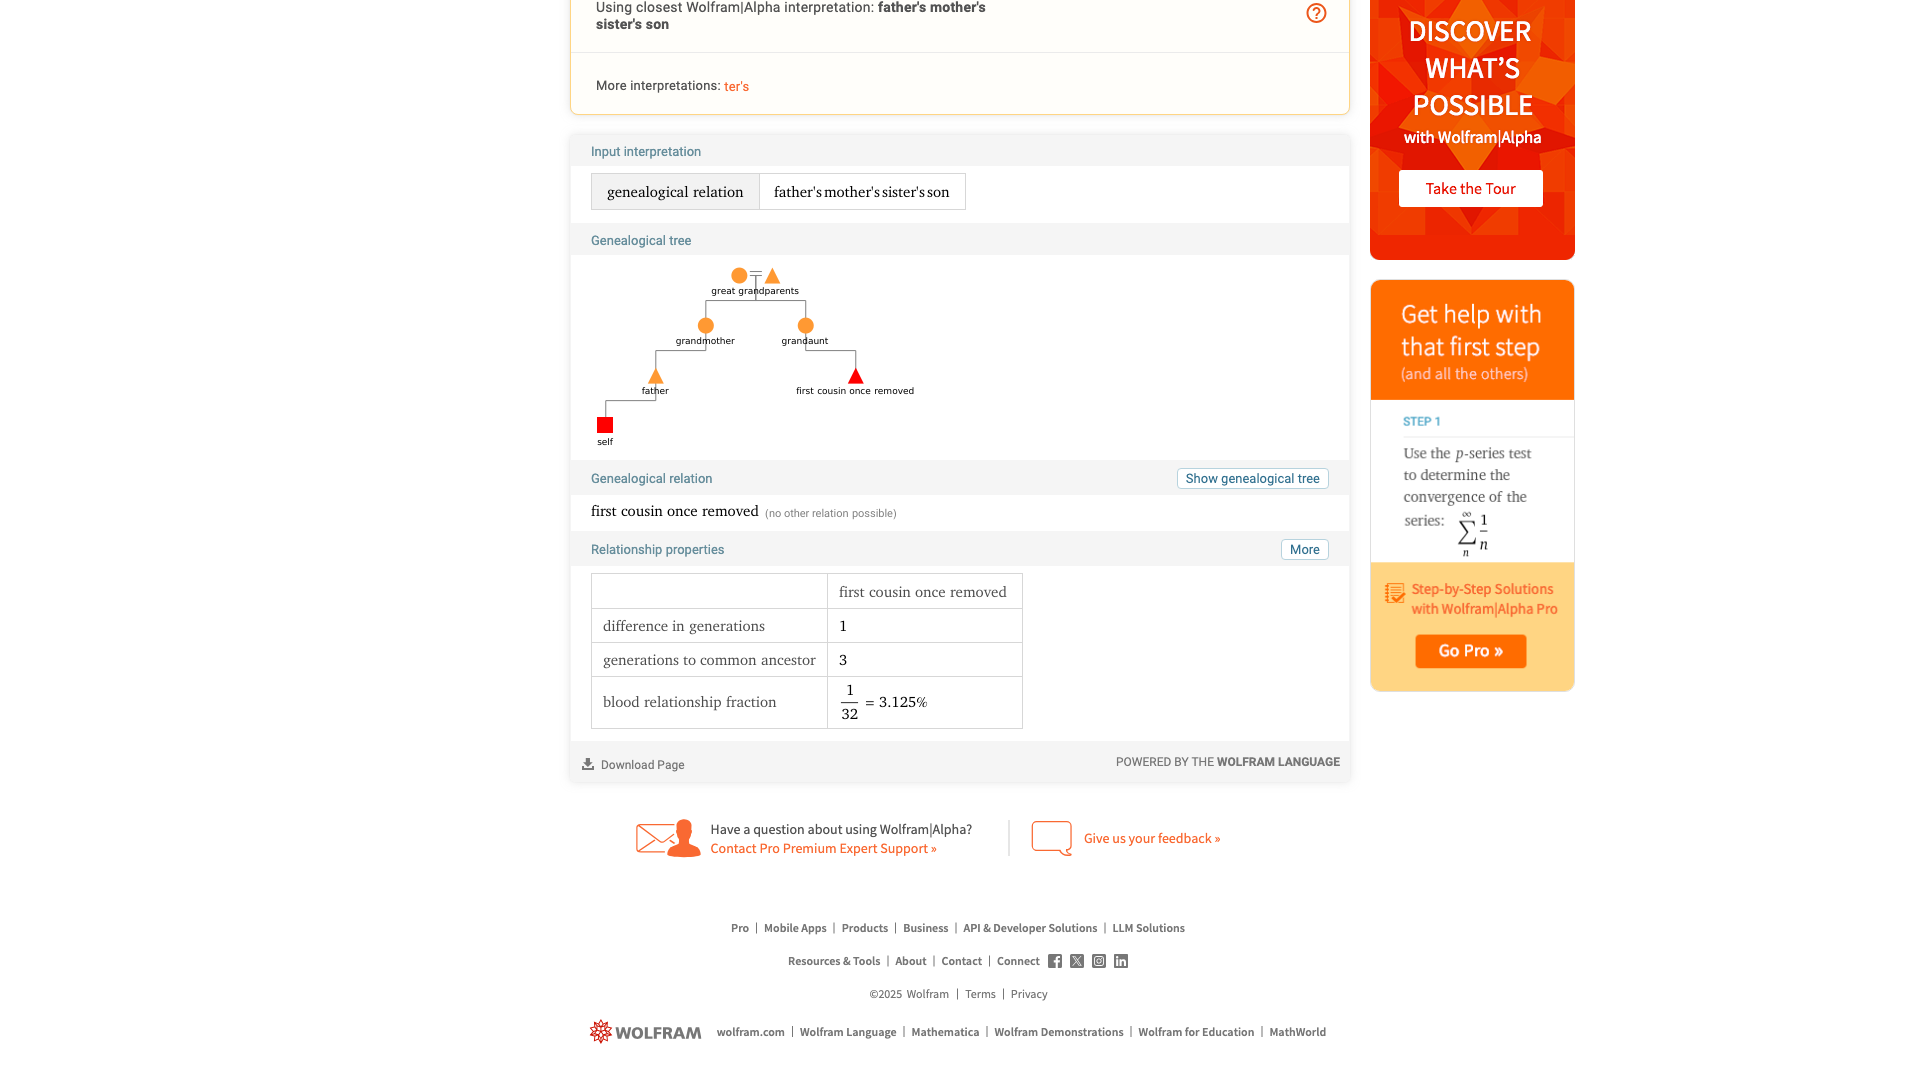 Using closest Wolfram|Alpha interpretation: father's mother's
sister's son
More interpretations: ter's
Input interpretation
genealogical relation father's mother's sister's son
Genealogical tree
great grandparents
grandmother grandaunt
father first cousin once removed
self
Genealogical relation Show genealogical tree
first cousin once removed (no other relation possible)
Relationship properties More
first cousin once removed
difference in generations 1
generations to common ancestor 3
blood relationship fraction 1/32 = 3.125%
Download Page POWERED BY THE WOLFRAM LANGUAGE
Have a question about using Wolfram|Alpha?
Contact Pro Premium Expert Support »
Give us your feedback »
DISCOVER
WHAT'S
POSSIBLE
with Wolfram|Alpha
Take the Tour
Get help with
that first step
(and all the others)
STEP 1
Use the p-series test
to determine the
convergence of the
series: ∞ ∑ n 1/n
Step-by-Step Solutions
with Wolfram|Alpha Pro
Go Pro »
Pro | Mobile Apps | Products | Business | API & Developer Solutions | LLM Solutions
Resources & Tools | About | Contact | Connect
©2025 Wolfram | Terms | Privacy
WOLFRAM wolfram.com | Wolfram Language | Mathematica | Wolfram Demonstrations | Wolfram for Education | MathWorld